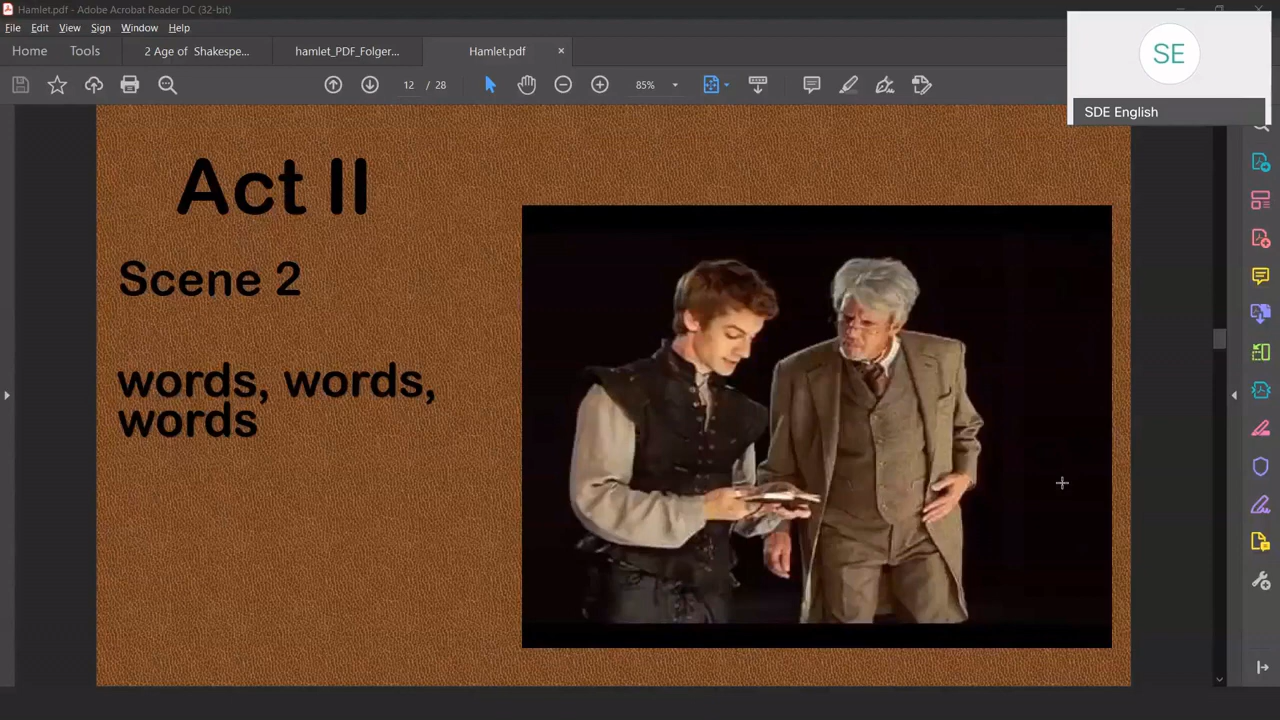 Hamlet.pdf - Adobe Acrobat Reader DC (32-bit)
File Edit View Sign Window Help
Home Tools 2 Age of Shakespe... hamlet_PDF_Folger... Hamlet.pdf ×
12 / 28 85%
SE
SDE English
Act II
Scene 2
words, words,
words